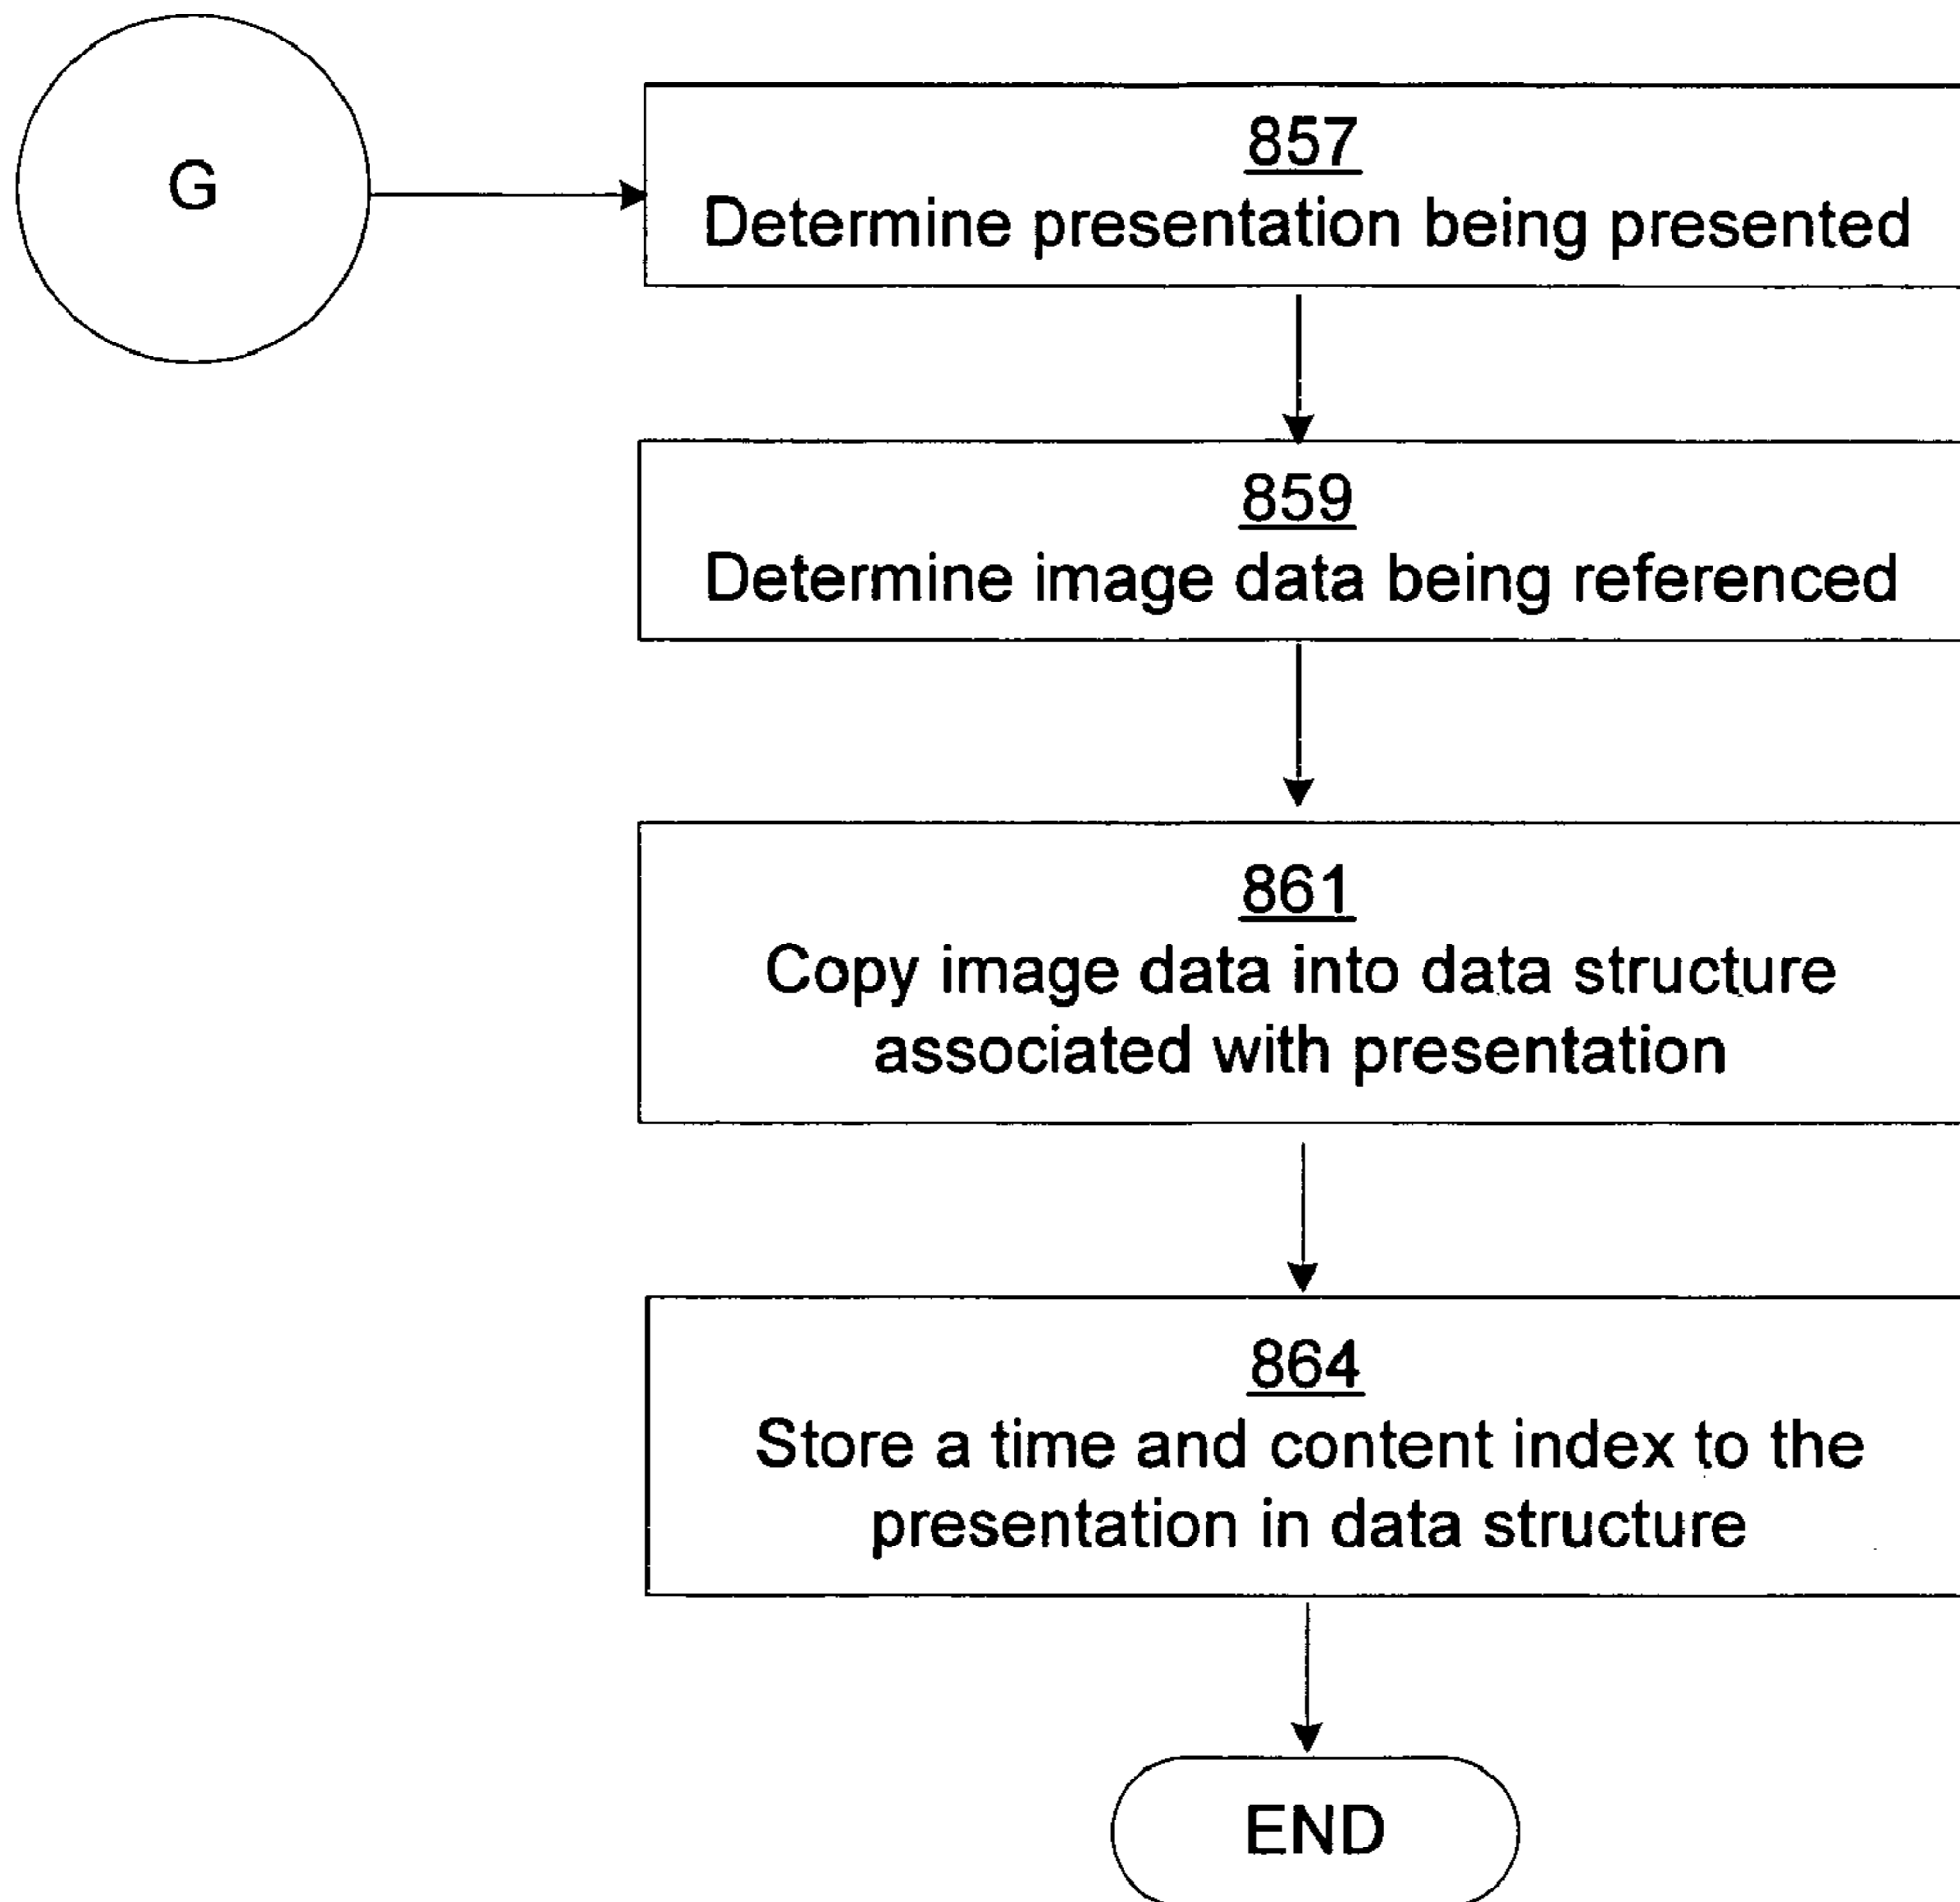 G
857
Determine presentation being presented
859
Determine image data being referenced
861
Copy image data into data structure
associated with presentation
864
Store a time and content index to the
presentation in data structure
END